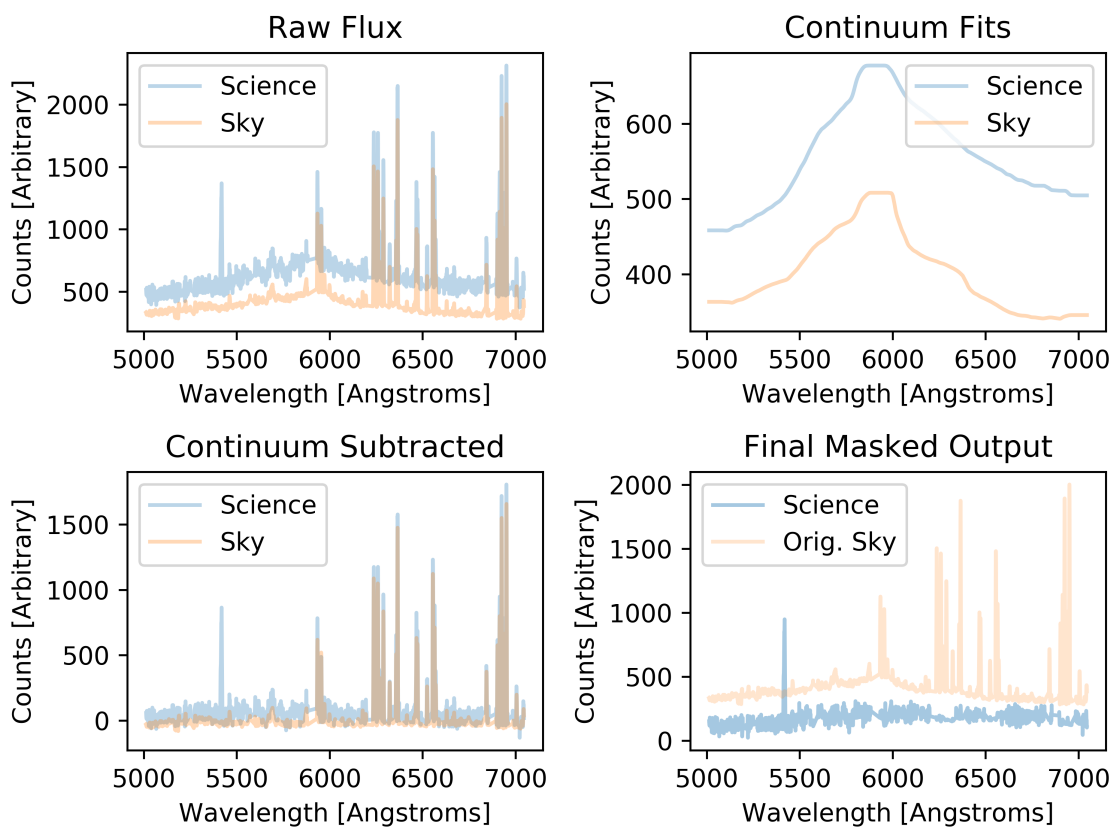 Raw Flux
Counts [Arbitrary]
2000
1500
1000
500
Science
Sky
5000 5500 6000 6500 7000
Wavelength [Angstroms]
Continuum Fits
Counts [Arbitrary]
600
500
400
Science
Sky
5000 5500 6000 6500 7000
Wavelength [Angstroms]
Continuum Subtracted
Counts [Arbitrary]
1500
1000
500
0
Science
Sky
5000 5500 6000 6500 7000
Wavelength [Angstroms]
Final Masked Output
Counts [Arbitrary]
2000
1500
1000
500
0
Science
Orig. Sky
5000 5500 6000 6500 7000
Wavelength [Angstroms]